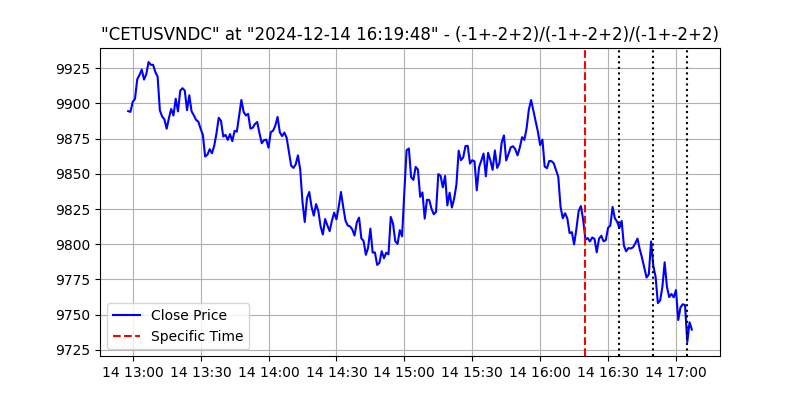 "CETUSVNDC" at "2024-12-14 16:19:48" - (-1+-2+2)/(-1+-2+2)/(-1+-2+2)
9925
9900
9875
9850
9825
9800
9775
9750
9725
Close Price
Specific Time
14 13:00 14 13:30 14 14:00 14 14:30 14 15:00 14 15:30 14 16:00 14 16:30 14 17:00